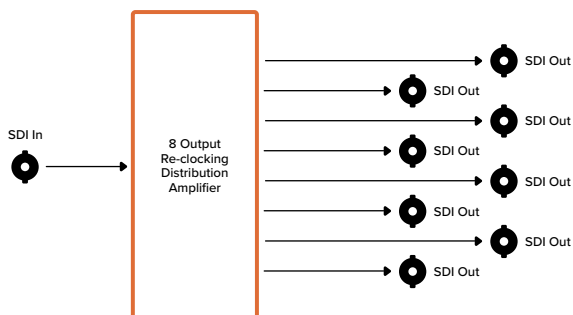 SDI In
8 Output
Re-clocking
Distribution
Amplifier
SDI Out
SDI Out
SDI Out
SDI Out
SDI Out
SDI Out
SDI Out
SDI Out